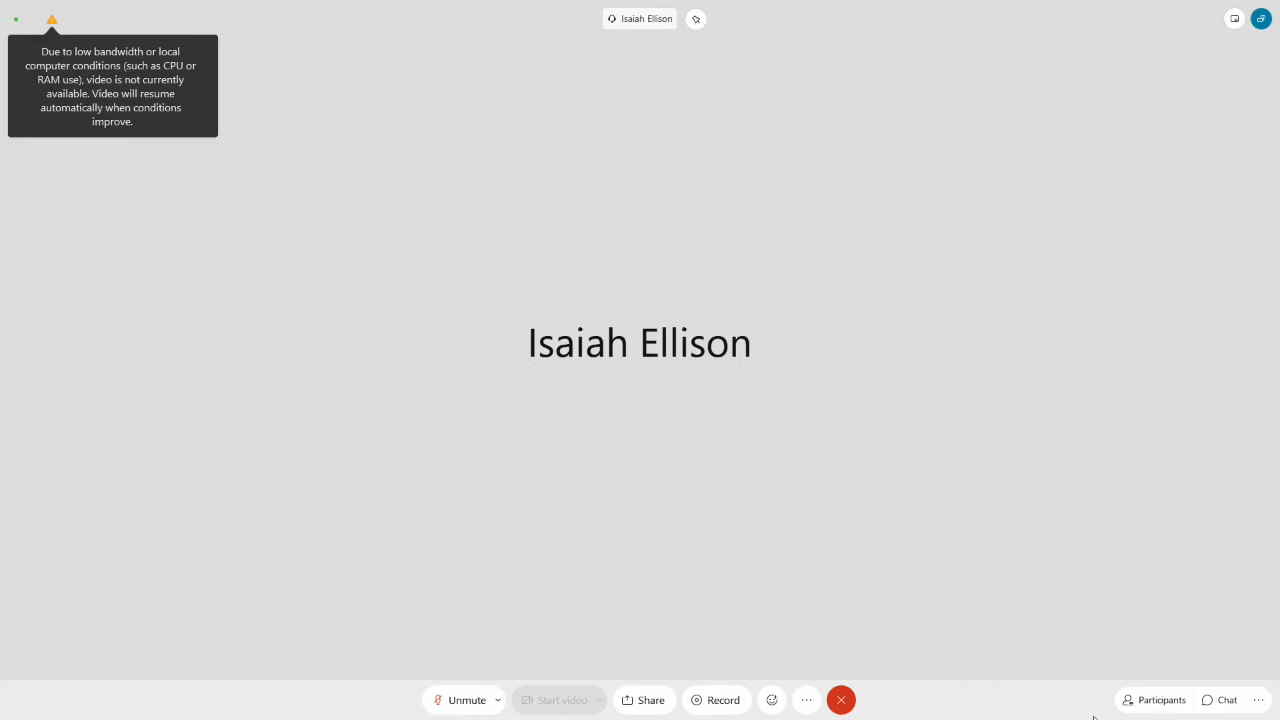 Isaiah Ellison
Due to low bandwidth or local
computer conditions (such as CPU or
RAM use), video is not currently
available. Video will resume
automatically when conditions
improve.
Isaiah Ellison
Unmute
Start video
Share
Record
Participants
Chat